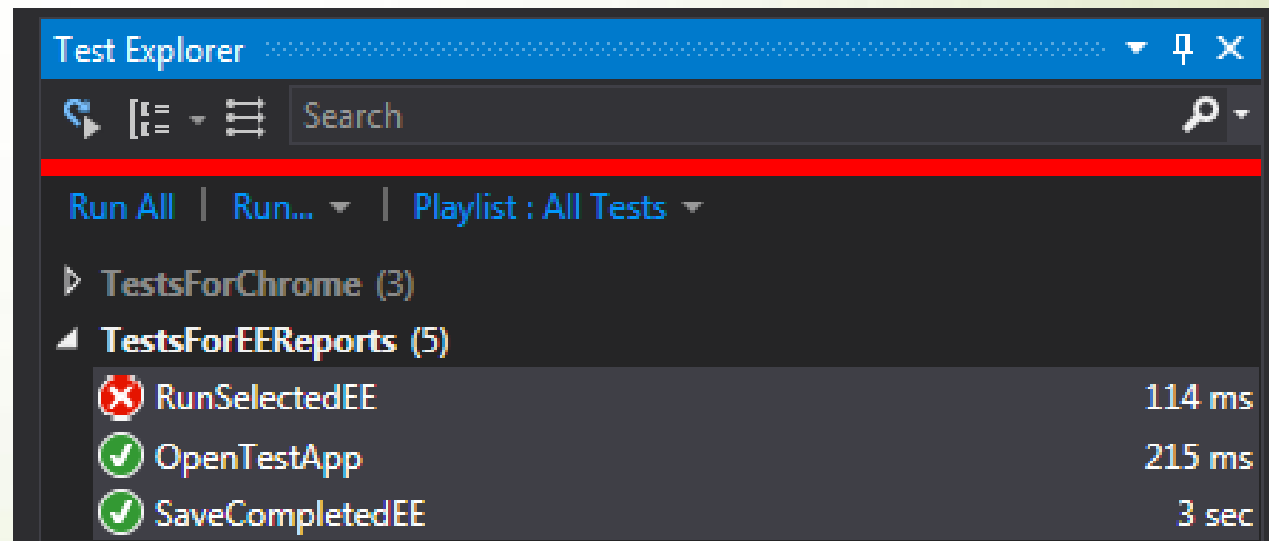 Test Explorer
Search
Run All | Run... | Playlist : All Tests
TestsForChrome (3)
TestsForEEReports (5)
RunSelectedEE 114 ms
OpenTestApp 215 ms
SaveCompletedEE 3 sec